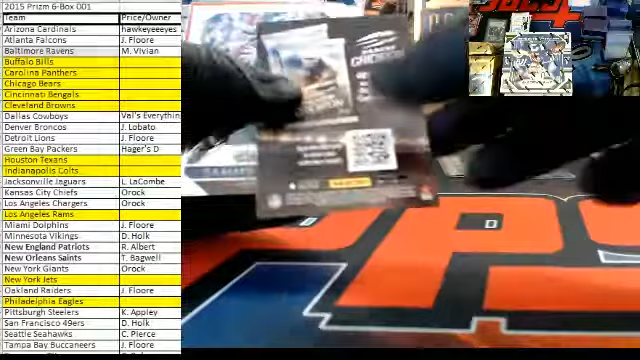 2015 Prizm 6-Box 001
Team Price/Owner
Arizona Cardinals hawkeeeyes
Atlanta Falcons J. Floore
Baltimore Ravens M. Vivian
Buffalo Bills
Carolina Panthers
Chicago Bears
Cincinnati Bengals
Cleveland Browns
Dallas Cowboys Val's Everythin
Denver Broncos J. Lobato
Detroit Lions J. Floore
Green Bay Packers Hager's D
Houston Texans
Indianapolis Colts
Jacksonville Jaguars L. LaCombe
Kansas City Chiefs Orock
Los Angeles Chargers Orock
Los Angeles Rams
Miami Dolphins J. Floore
Minnesota Vikings D. Holk
New England Patriots R. Albert
New Orleans Saints T. Bagwell
New York Giants Orock
New York Jets
Oakland Raiders J. Floore
Philadelphia Eagles
Pittsburgh Steelers K. Appley
San Francisco 49ers D. Holk
Seattle Seahawks C. Pierce
Tampa Bay Buccaneers J. Floore